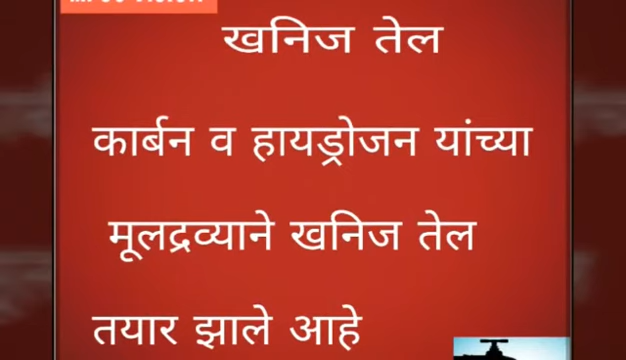 खनिज तेल
कार्बन व हायड्रोजन यांच्या
मूलद्रव्याने खनिज तेल
तयार झाले आहे